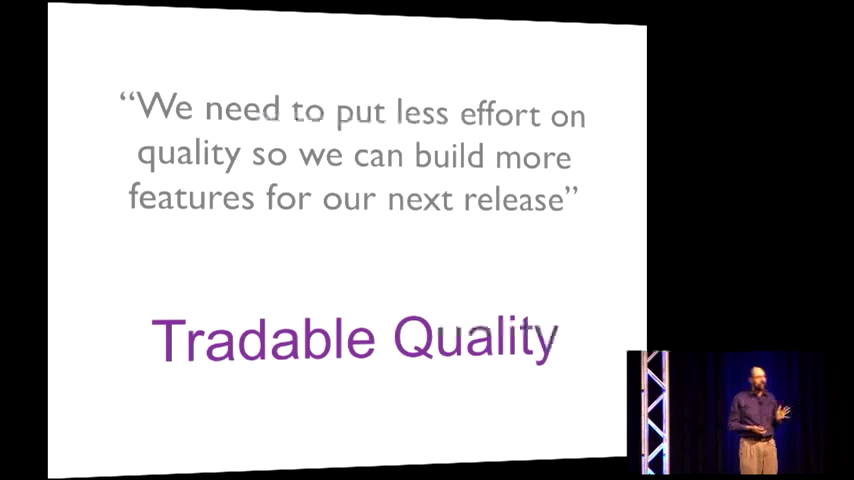 “We need to put less effort on
quality so we can build more
features for our next release”
Tradable Quality